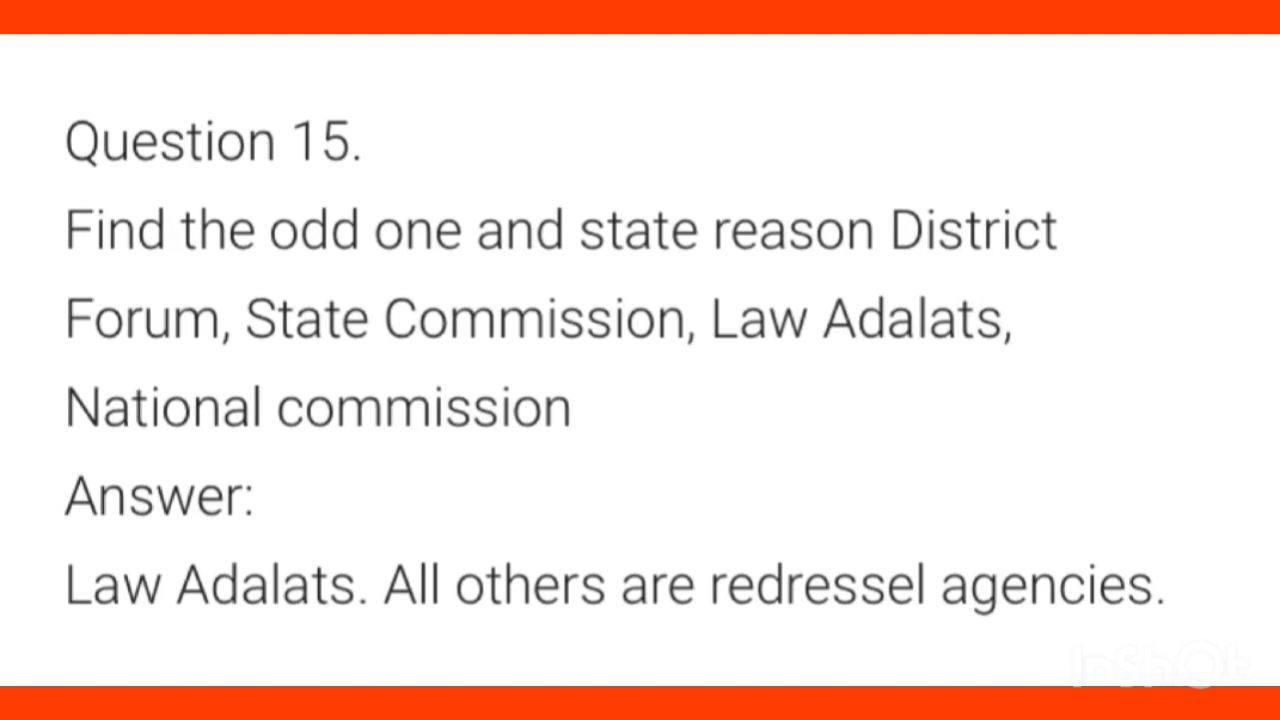 Question 15.
Find the odd one and state reason District
Forum, State Commission, Law Adalats,
National commission
Answer:
Law Adalats. All others are redressel agencies.
InShOt